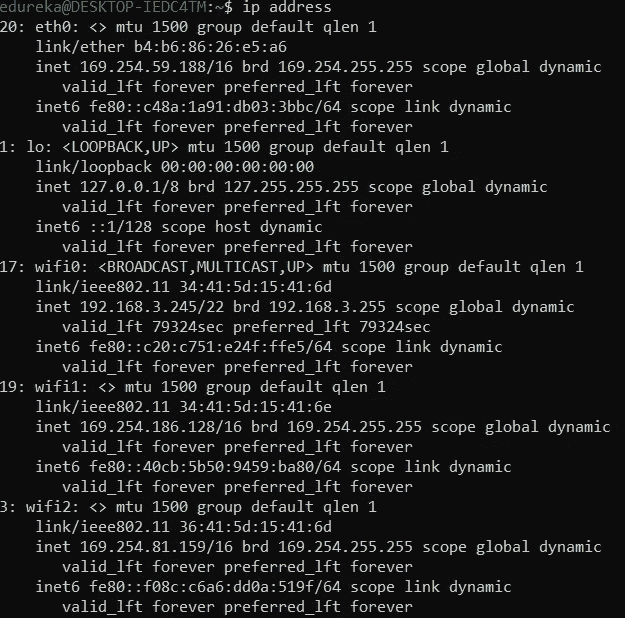 edureka@DESKTOP-IEDC4TM:~$ ip address
20: eth0: <> mtu 1500 group default qlen 1
    link/ether b4:b6:86:26:e5:a6
    inet 169.254.59.188/16 brd 169.254.255.255 scope global dynamic
       valid_lft forever preferred_lft forever
    inet6 fe80::c48a:1a91:db03:3bbc/64 scope link dynamic
       valid_lft forever preferred_lft forever
1: lo: <LOOPBACK,UP> mtu 1500 group default qlen 1
    link/loopback 00:00:00:00:00:00
    inet 127.0.0.1/8 brd 127.255.255.255 scope global dynamic
       valid_lft forever preferred_lft forever
    inet6 ::1/128 scope host dynamic
       valid_lft forever preferred_lft forever
17: wifi0: <BROADCAST,MULTICAST,UP> mtu 1500 group default qlen 1
    link/ieee802.11 34:41:5d:15:41:6d
    inet 192.168.3.245/22 brd 192.168.3.255 scope global dynamic
       valid_lft 79324sec preferred_lft 79324sec
    inet6 fe80::c20:c751:e24f:ffe5/64 scope link dynamic
       valid_lft forever preferred_lft forever
19: wifi1: <> mtu 1500 group default qlen 1
    link/ieee802.11 34:41:5d:15:41:6e
    inet 169.254.186.128/16 brd 169.254.255.255 scope global dynamic
       valid_lft forever preferred_lft forever
    inet6 fe80::40cb:5b50:9459:ba80/64 scope link dynamic
       valid_lft forever preferred_lft forever
3: wifi2: <> mtu 1500 group default qlen 1
    link/ieee802.11 36:41:5d:15:41:6d
    inet 169.254.81.159/16 brd 169.254.255.255 scope global dynamic
       valid_lft forever preferred_lft forever
    inet6 fe80::f08c:c6a6:dd0a:519f/64 scope link dynamic
       valid_lft forever preferred_lft forever